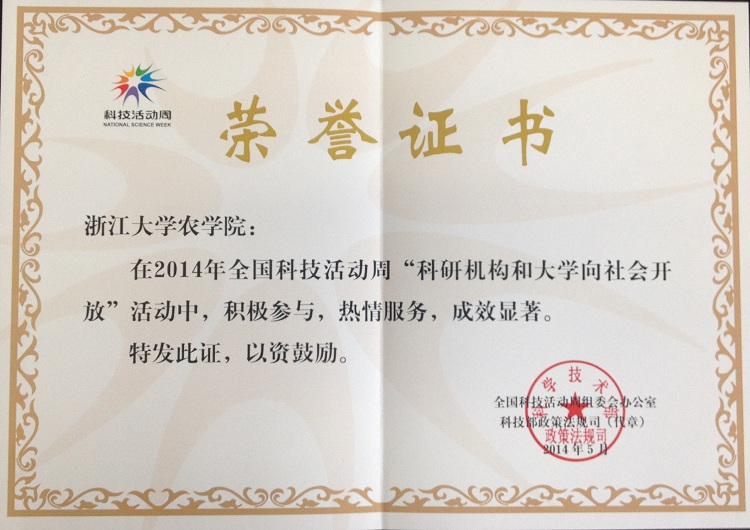 科技活动周
NATIONAL SCIENCE WEEK
荣誉证书
浙江大学农学院：
在2014年全国科技活动周“科研机构和大学向社会开
放”活动中，积极参与，热情服务，成效显著。
特发此证，以资鼓励。
全国科技活动周组委会办公室
科技部政策法规司（代章）
2014年5月
科学技术部
政策法规司